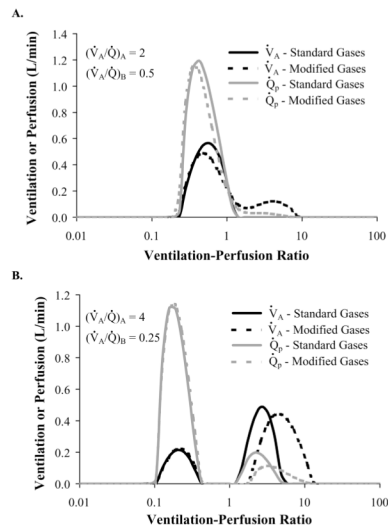 A.
(V̇A/Q̇)A = 2
(V̇A/Q̇)B = 0.5
V̇A - Standard Gases
V̇A - Modified Gases
Q̇p - Standard Gases
Q̇p - Modified Gases
Ventilation or Perfusion (L/min)
1.4
1.2
1.0
0.8
0.6
0.4
0.2
0.0
0.01 0.1 1 10 100
Ventilation-Perfusion Ratio
B.
(V̇A/Q̇)A = 4
(V̇A/Q̇)B = 0.25
V̇A - Standard Gases
V̇A - Modified Gases
Q̇p - Standard Gases
Q̇p - Modified Gases
Ventilation or Perfusion (L/min)
1.2
1.0
0.8
0.6
0.4
0.2
0.0
0.01 0.1 1 10 100
Ventilation-Perfusion Ratio